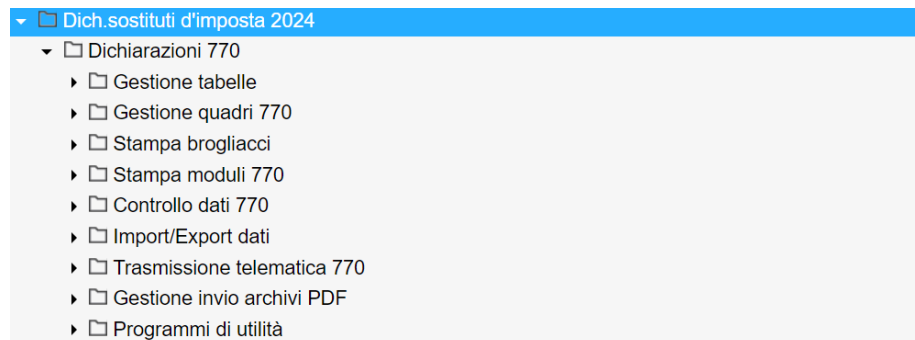 Dich.sostituti d'imposta 2024
Dichiarazioni 770
Gestione tabelle
Gestione quadri 770
Stampa brogliacci
Stampa moduli 770
Controllo dati 770
Import/Export dati
Trasmissione telematica 770
Gestione invio archivi PDF
Programmi di utilità